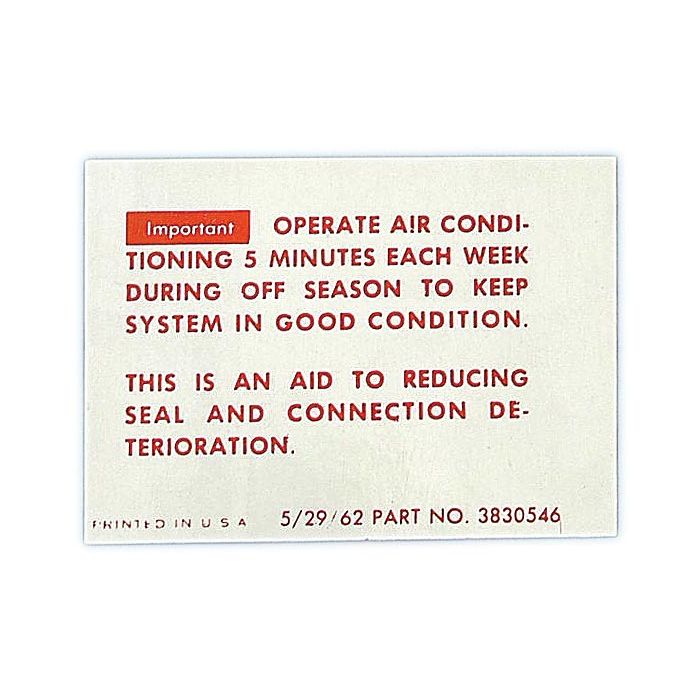 Important OPERATE AIR CONDI-
TIONING 5 MINUTES EACH WEEK
DURING OFF SEASON TO KEEP
SYSTEM IN GOOD CONDITION.
THIS IS AN AID TO REDUCING
SEAL AND CONNECTION DE-
TERIORATION.
PRINTED IN U S A 5/29/62 PART NO. 3830546